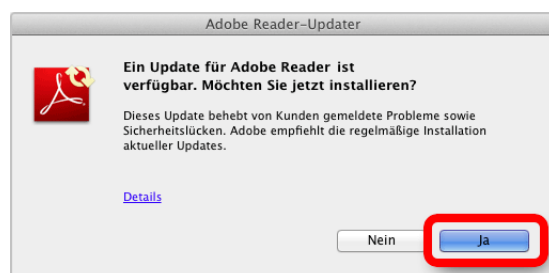 Adobe Reader-Updater
Ein Update für Adobe Reader ist
verfügbar. Möchten Sie jetzt installieren?
Dieses Update behebt von Kunden gemeldete Probleme sowie
Sicherheitslücken. Adobe empfiehlt die regelmäßige Installation
aktueller Updates.
Details
Nein
Ja